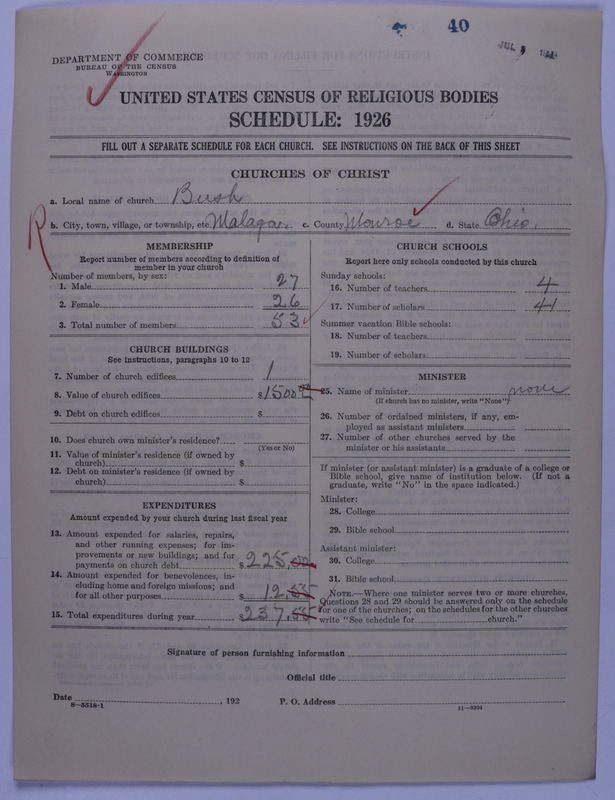 40
DEPARTMENT OF COMMERCE
BUREAU OF THE CENSUS
WASHINGTON
UNITED STATES CENSUS OF RELIGIOUS BODIES
SCHEDULE: 1926
FILL OUT A SEPARATE SCHEDULE FOR EACH CHURCH. SEE INSTRUCTIONS ON THE BACK OF THIS SHEET
CHURCHES OF CHRIST
a. Local name of church Bush
b. City, town, village, or township, etc. Malaga. c. County Monroe d. State Ohio.
R
MEMBERSHIP
Report number of members according to definition of
member in your church
Number of members, by sex:
1. Male 27
2. Female 26
3. Total number of members 53
CHURCH BUILDINGS
See instructions, paragraphs 10 to 12
7. Number of church edifices 1
8. Value of church edifices $1500.00
9. Debt on church edifices $
10. Does church own minister's residence?
(Yes or No)
11. Value of minister's residence (if owned by
church) $
12. Debt on minister's residence (if owned by
church) $
EXPENDITURES
Amount expended by your church during last fiscal year
13. Amount expended for salaries, repairs,
and other running expenses; for im-
provements or new buildings; and for
payments on church debt $225.00
14. Amount expended for benevolences, in-
cluding home and foreign missions; and
for all other purposes $12.55
15. Total expenditures during year $237.55
CHURCH SCHOOLS
Report here only schools conducted by this church
Sunday schools:
16. Number of teachers 4
17. Number of scholars 41
Summer vacation Bible schools:
18. Number of teachers
19. Number of scholars
MINISTER
25. Name of minister none
(If church has no minister, write "None")
26. Number of ordained ministers, if any, em-
ployed as assistant ministers
27. Number of other churches served by the
minister or his assistants
If minister (or assistant minister) is a graduate of a college or
Bible school, give name of institution below. (If not a
graduate, write "No" in the space indicated.)
Minister:
28. College
29. Bible school
Assistant minister:
30. College
31. Bible school
NOTE.—Where one minister serves two or more churches,
Questions 28 and 29 should be answered only on the schedule
for one of the churches; on the schedules for the other churches
write "See schedule for church."
Signature of person furnishing information
Official title
Date , 192 P. O. Address
8—5518-1 11—9204